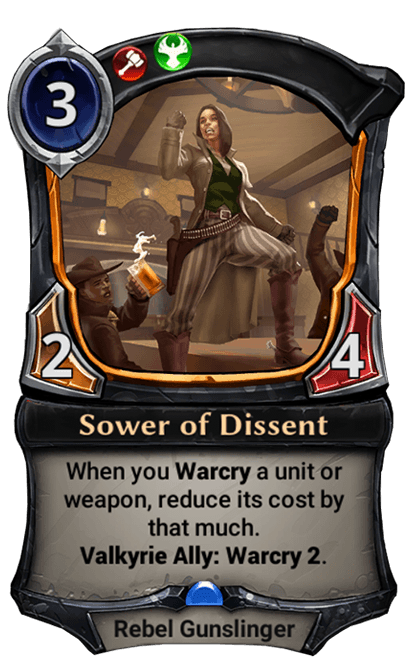 3
2
4
Sower of Dissent
When you Warcry a unit or
weapon, reduce its cost by
that much.
Valkyrie Ally: Warcry 2.
Rebel Gunslinger